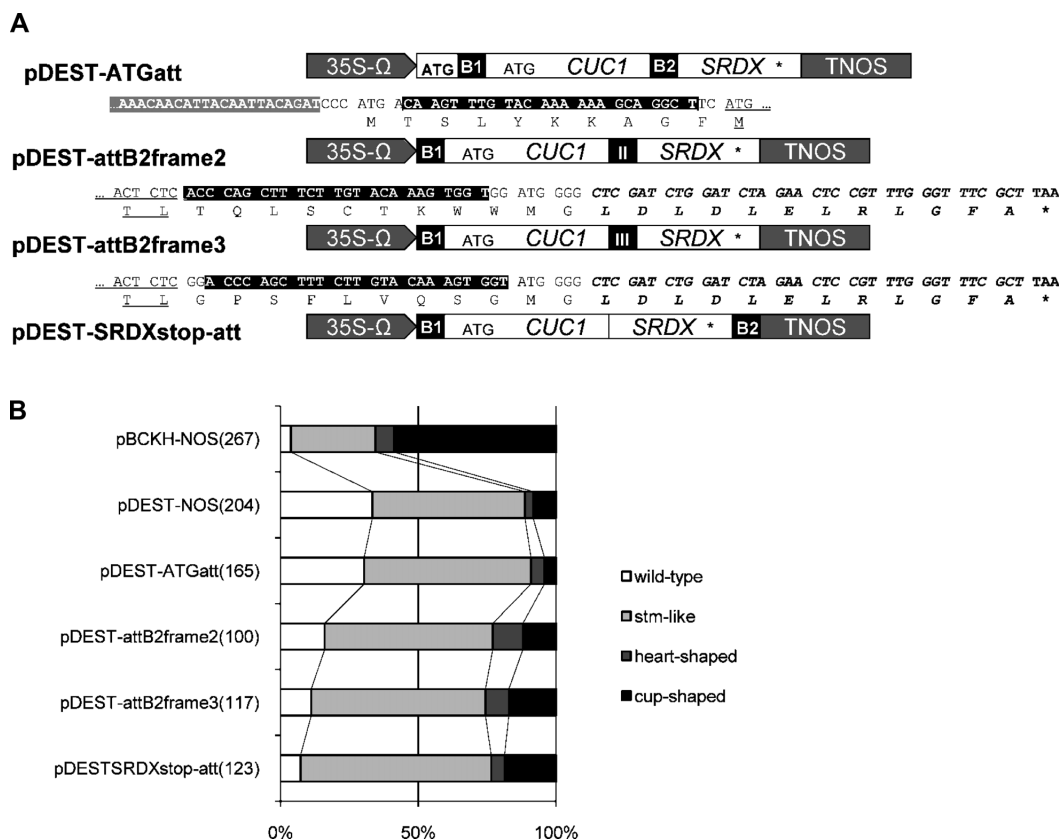 A
pDEST-ATGatt 35S-Ω ATG B1 ATG CUC1 B2 SRDX * TNOS
…AAACAACATTACAATTACAGATCCC ATG ACA AGT TTG TAC AAA AAA GCA GGC TTC ATG …
M T S L Y K K A G F M
pDEST-attB2frame2 35S-Ω B1 ATG CUC1 II SRDX * TNOS
… ACT CTC ACC CAG CTT TCT TGT ACA AAG TGG TGG ATG GGG CTC GAT CTG GAT CTA GAA CTC CGT TTG GGT TTC GCT TAA
T L T Q L S C T K W W M G L D L D L E L R L G F A *
pDEST-attB2frame3 35S-Ω B1 ATG CUC1 III SRDX * TNOS
… ACT CTC GGA CCC AGC TTT CTT GTA CAA AGT GGT ATG GGG CTC GAT CTG GAT CTA GAA CTC CGT TTG GGT TTC GCT TAA
T L G P S F L V Q S G M G L D L D L E L R L G F A *
pDEST-SRDXstop-att 35S-Ω B1 ATG CUC1 SRDX * B2 TNOS
B
pBCKH-NOS(267)
pDEST-NOS(204)
pDEST-ATGatt(165)
pDEST-attB2frame2(100)
pDEST-attB2frame3(117)
pDESTSRDXstop-att(123)
0% 50% 100%
wild-type
stm-like
heart-shaped
cup-shaped